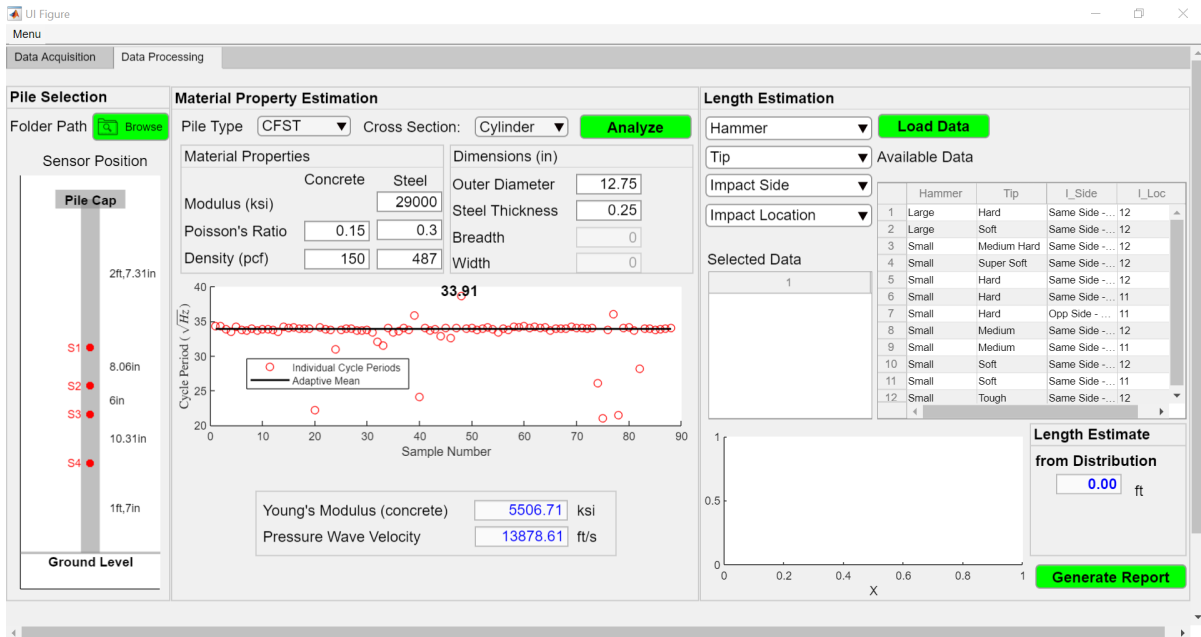 UI Figure
Menu
Data Acquisition
Data Processing
Pile Selection
Folder Path
Browse
Sensor Position
Pile Cap
2ft,7.31in
S1
8.06in
S2
6in
S3
10.31in
S4
1ft,7in
Ground Level
Material Property Estimation
Pile Type CFST Cross Section: Cylinder Analyze
Material Properties
Concrete Steel
Modulus (ksi) 29000
Poisson's Ratio 0.15 0.3
Density (pcf) 150 487
Dimensions (in)
Outer Diameter 12.75
Steel Thickness 0.25
Breadth 0
Width 0
33.91
Cycle Period ( √Hz)
40
35
30
25
20
Individual Cycle Periods
Adaptive Mean
0 10 20 30 40 50 60 70 80 90
Sample Number
Young's Modulus (concrete) 5506.71 ksi
Pressure Wave Velocity 13878.61 ft/s
Length Estimation
Hammer
Tip
Impact Side
Impact Location
Load Data
Available Data
Hammer Tip I_Side I_Loc
1 Large Hard Same Side -... 12
2 Large Soft Same Side -... 12
3 Small Medium Hard Same Side -... 12
4 Small Super Soft Same Side -... 12
5 Small Hard Same Side -... 12
6 Small Hard Same Side -... 11
7 Small Hard Opp Side - ... 11
8 Small Medium Same Side -... 12
9 Small Medium Same Side -... 11
10 Small Soft Same Side -... 12
11 Small Soft Same Side -... 11
12 Small Tough Same Side -... 12
Selected Data
1
1
0.5
0
0 0.2 0.4 0.6 0.8 1
X
Length Estimate
from Distribution
0.00 ft
Generate Report